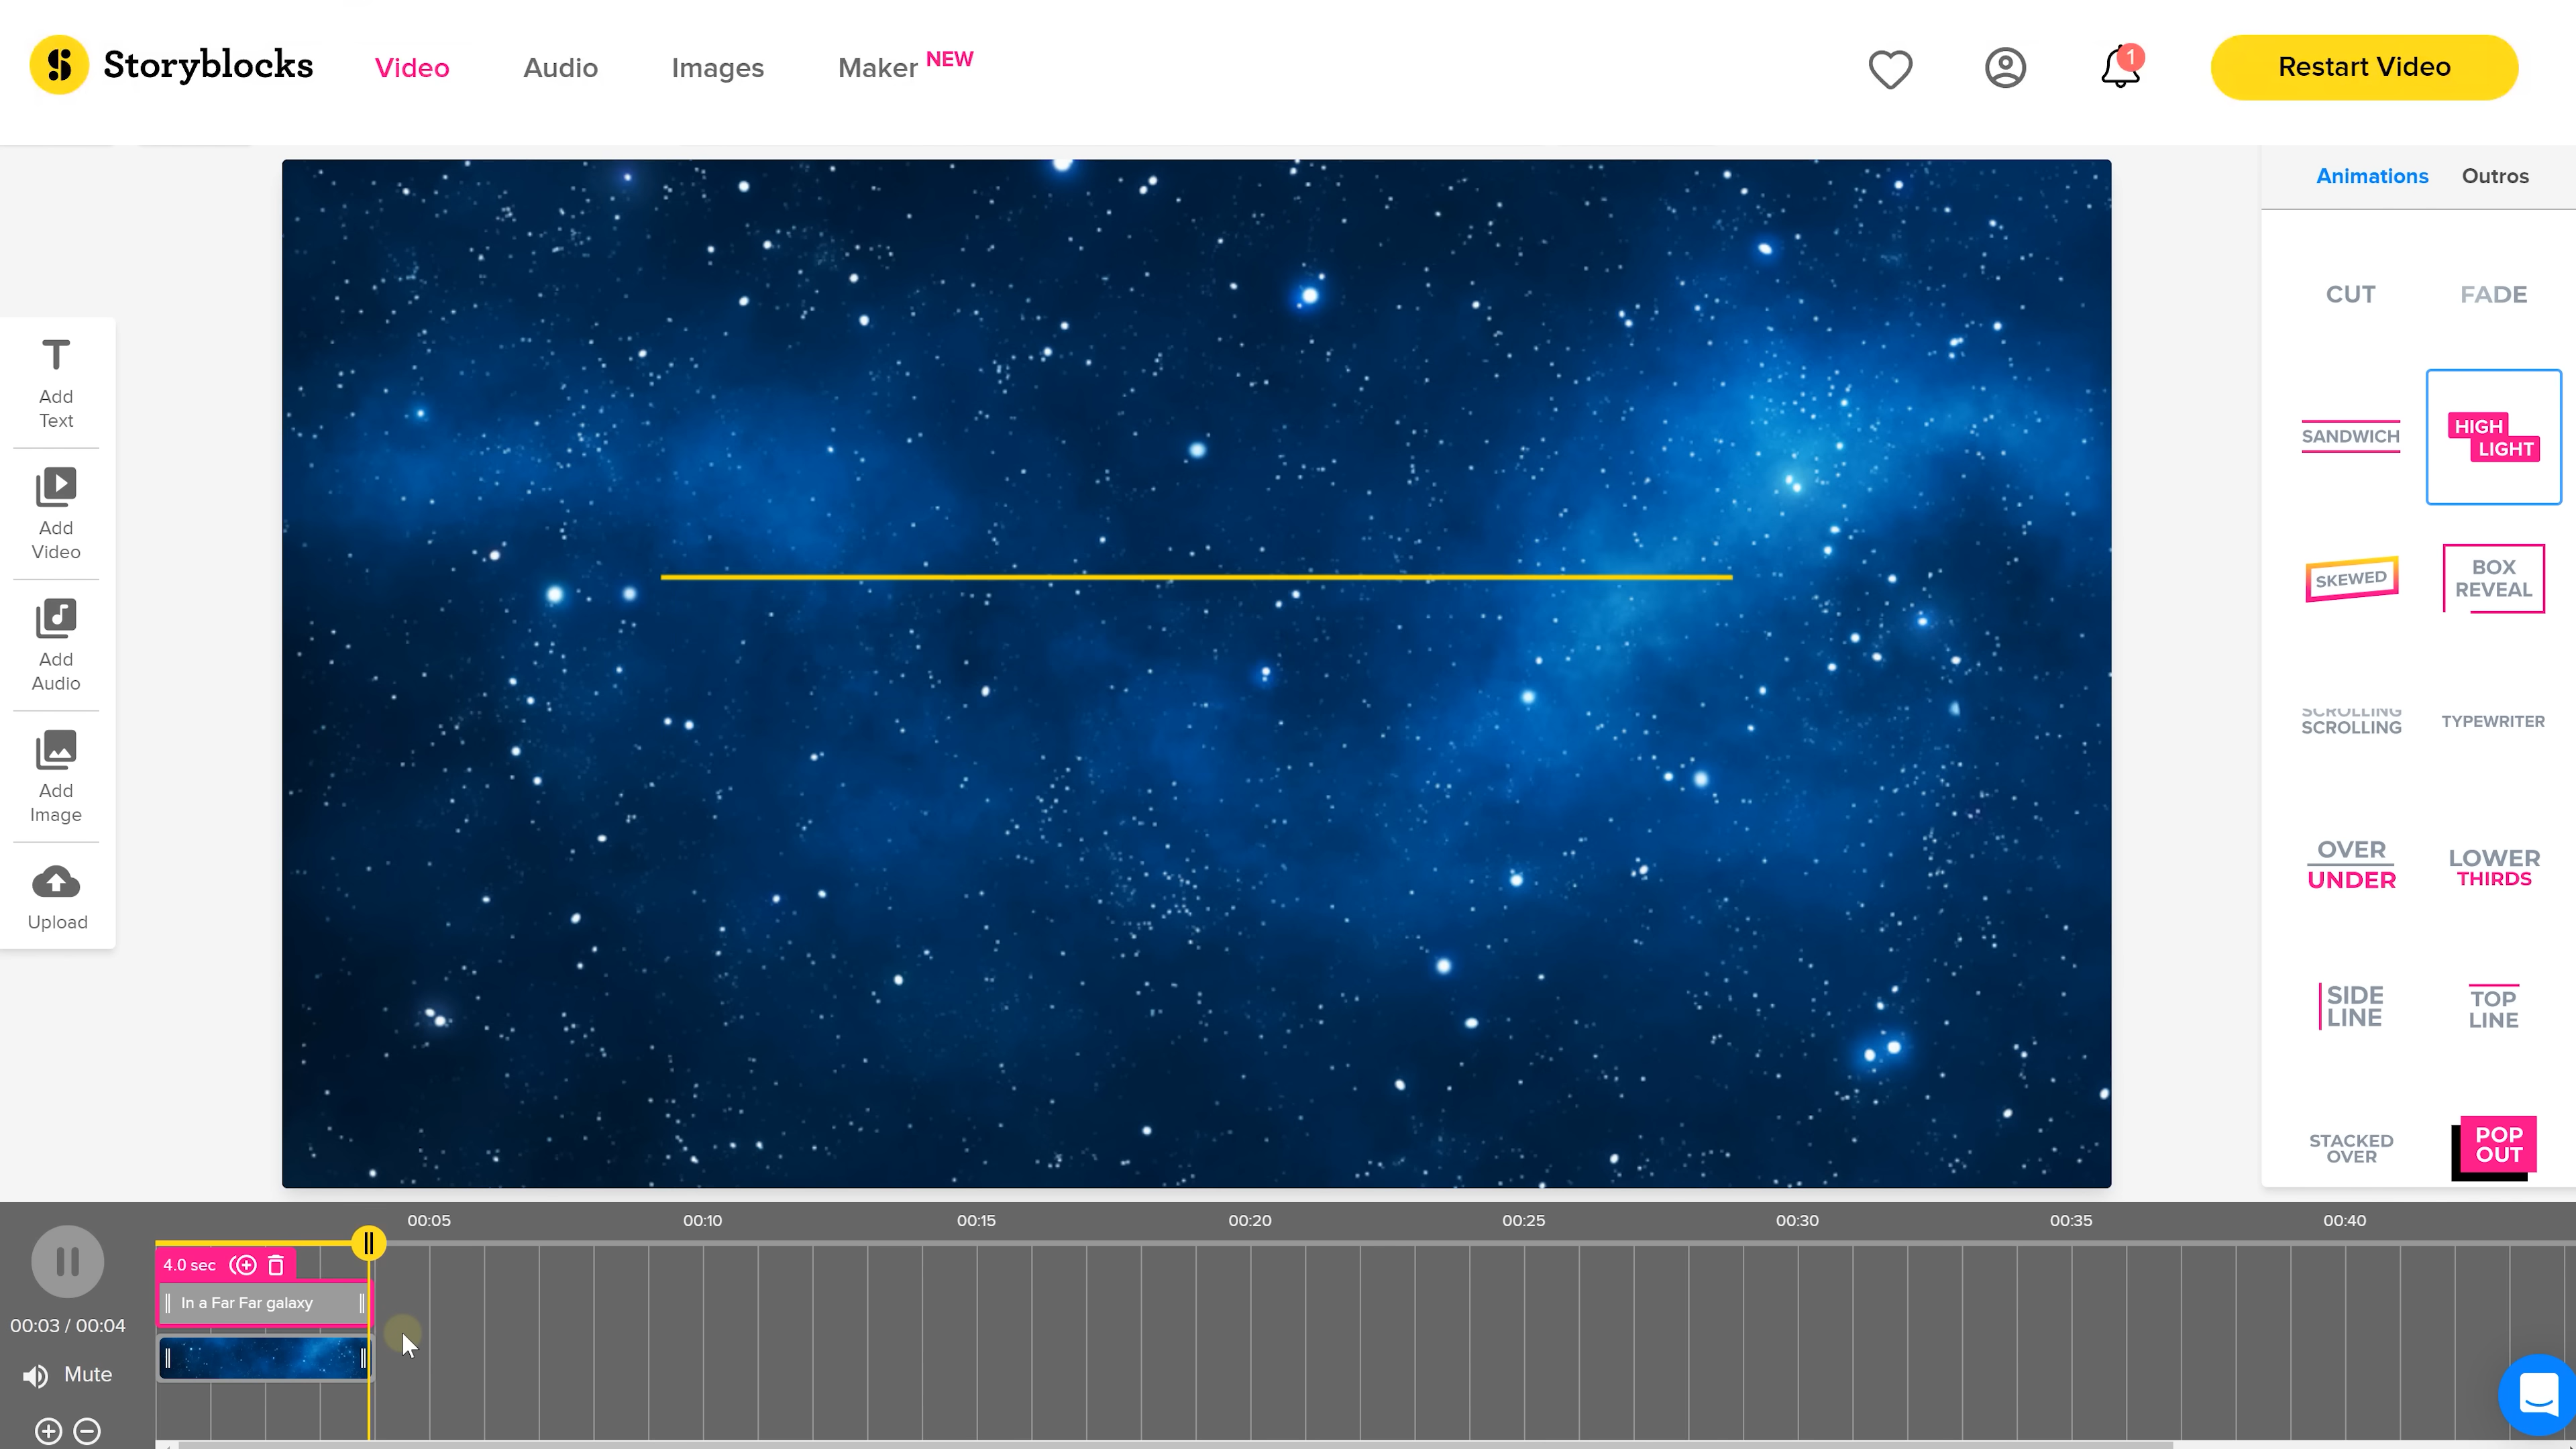 Storyblocks
Video Audio Images Maker NEW
1
Restart Video
Animations Outros
Add
Text
Add
Video
Add
Audio
Add
Image
Upload
CUT
FADE
SANDWICH
HIGH
LIGHT
SKEWED
BOX
REVEAL
SCROLLING
SCROLLING
TYPEWRITER
OVER
UNDER
LOWER
THIRDS
SIDE
LINE
TOP
LINE
STACKED
OVER
POP
OUT
00:05 00:10 00:15 00:20 00:25 00:30 00:35 00:40
4.0 sec
In a Far Far galaxy
00:03 / 00:04
Mute